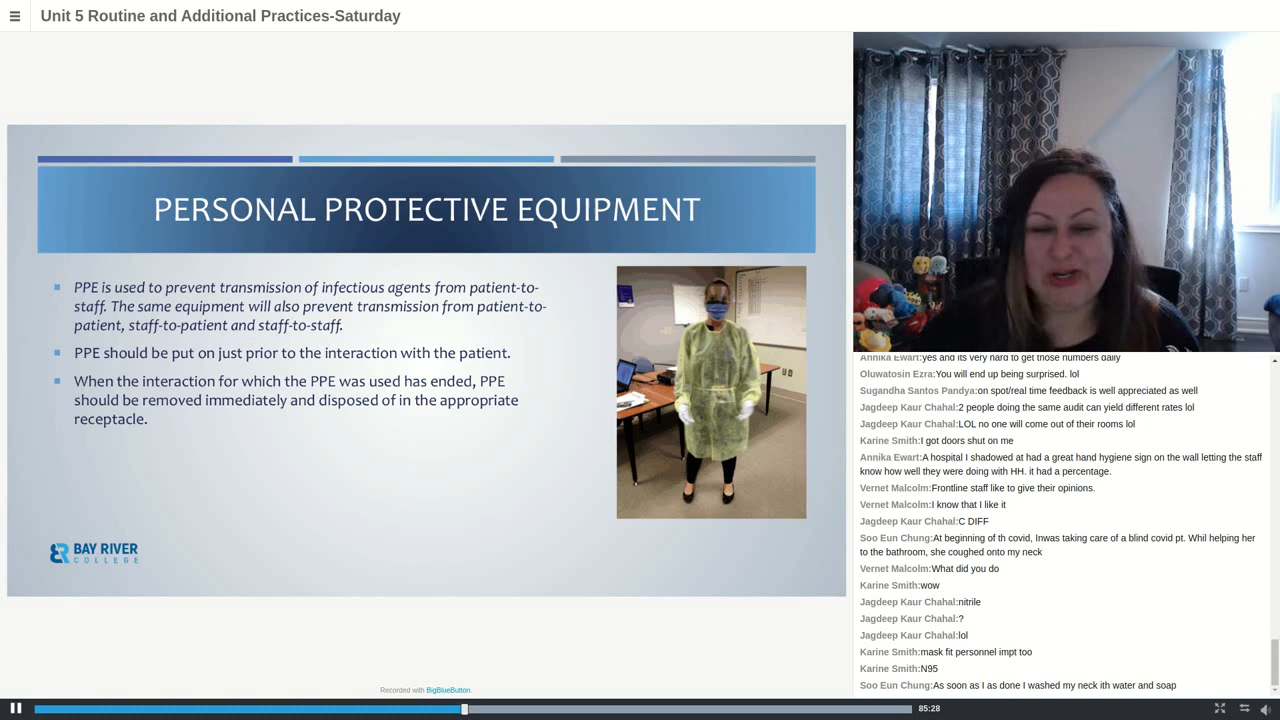 Unit 5 Routine and Additional Practices-Saturday
PERSONAL PROTECTIVE EQUIPMENT
PPE is used to prevent transmission of infectious agents from patient-to-
staff. The same equipment will also prevent transmission from patient-to-
patient, staff-to-patient and staff-to-staff.
PPE should be put on just prior to the interaction with the patient.
When the interaction for which the PPE was used has ended, PPE
should be removed immediately and disposed of in the appropriate
receptacle.
BAY RIVER
COLLEGE
Annika Ewart:yes and its very hard to get those numbers daily
Oluwatosin Ezra:You will end up being surprised. lol
Sugandha Santos Pandya:on spot/real time feedback is well appreciated as well
Jagdeep Kaur Chahal:2 people doing the same audit can yield different rates lol
Jagdeep Kaur Chahal:LOL no one will come out of their rooms lol
Karine Smith:I got doors shut on me
Annika Ewart:A hospital I shadowed at had a great hand hygiene sign on the wall letting the staff
know how well they were doing with HH. it had a percentage.
Vernet Malcolm:Frontline staff like to give their opinions.
Vernet Malcolm:I know that I like it
Jagdeep Kaur Chahal:C DIFF
Soo Eun Chung:At beginning of th covid, Inwas taking care of a blind covid pt. Whil helping her
to the bathroom, she coughed onto my neck
Vernet Malcolm:What did you do
Karine Smith:wow
Jagdeep Kaur Chahal:nitrile
Jagdeep Kaur Chahal:?
Jagdeep Kaur Chahal:lol
Karine Smith:mask fit personnel impt too
Karine Smith:N95
Soo Eun Chung:As soon as I as done I washed my neck ith water and soap
Recorded with BigBlueButton.
85:28